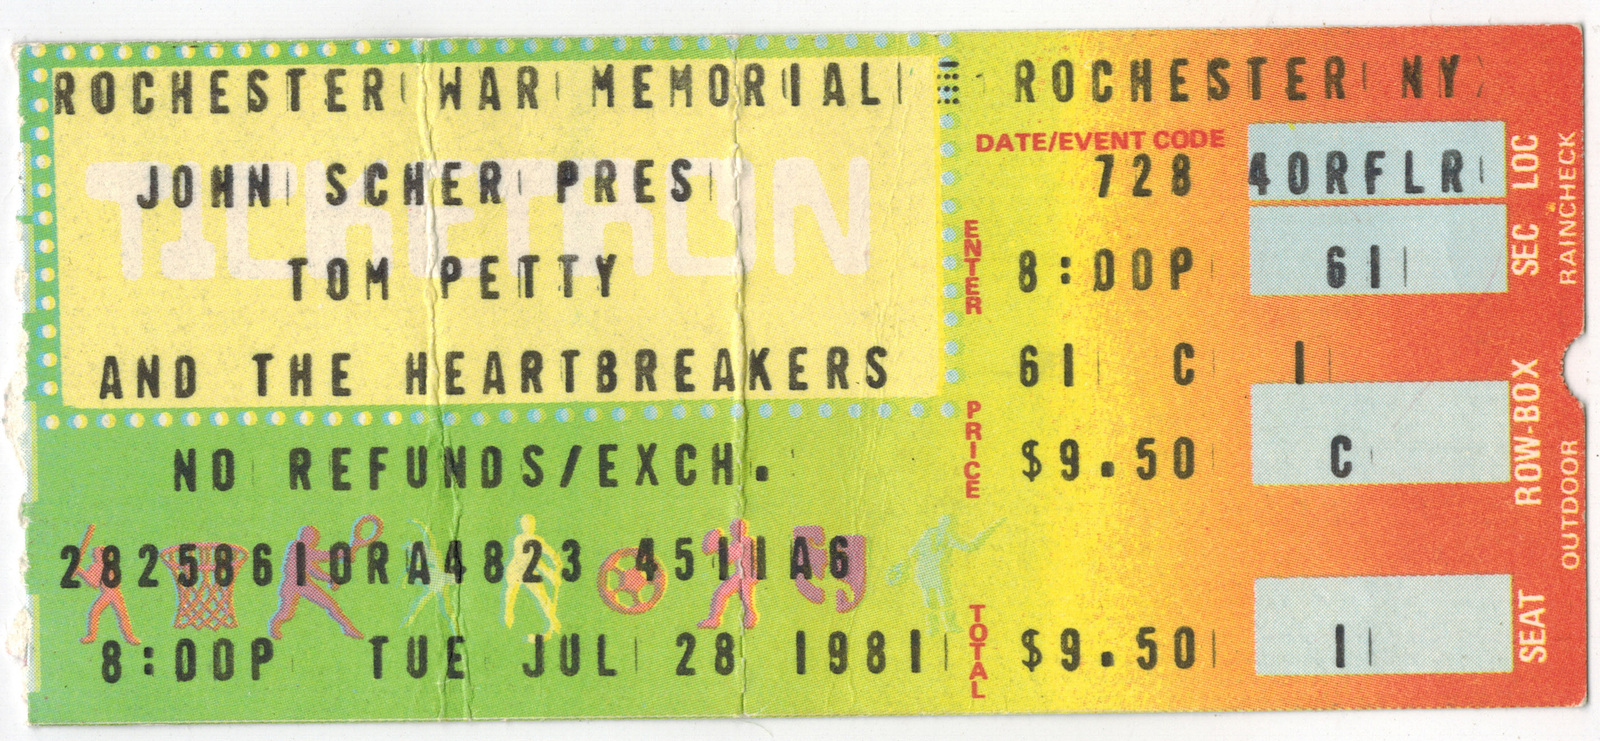 ROCHESTER WAR MEMORIAL ROCHESTER NY
TICKETRON
DATE/EVENT CODE
JOHN SCHER PRES 728 40RFLR
LOC
ENTER
TOM PETTY 8:00P 61
SEC
RAINCHECK
AND THE HEARTBREAKERS 61 C 1
PRICE
NO REFUNDS/EXCH. $9.50 C
ROW-BOX
OUTDOOR
28258610RA4823 4511A6
TOTAL
8:00P TUE JUL 28 1981 $9.50 1
SEAT